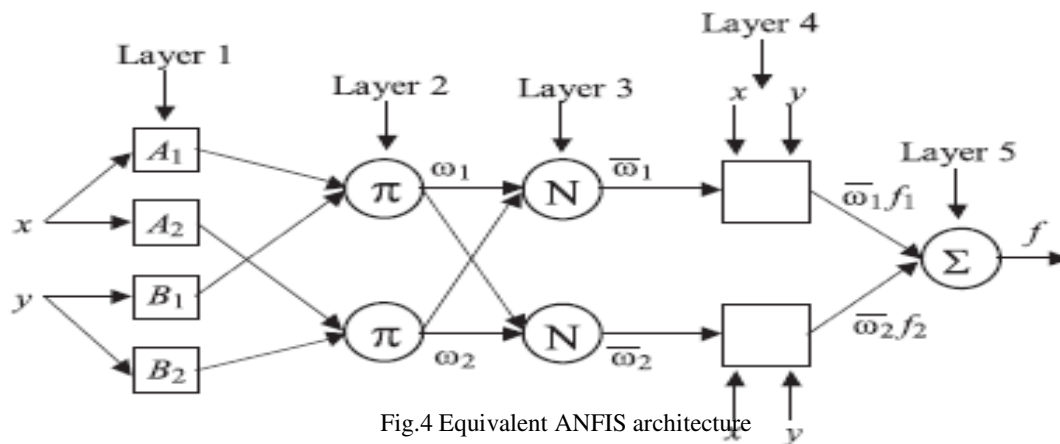 Layer 4
Layer 1
Layer 2
Layer 3
x y
Layer 5
A₁
ω₁
ω̅₁
π
N
ω̅₁f₁
x
A₂
f
Σ
y
B₁
π
N
ω̅₂f₂
B₂
ω₂
ω̅₂
x y
Fig.4 Equivalent ANFIS architecture